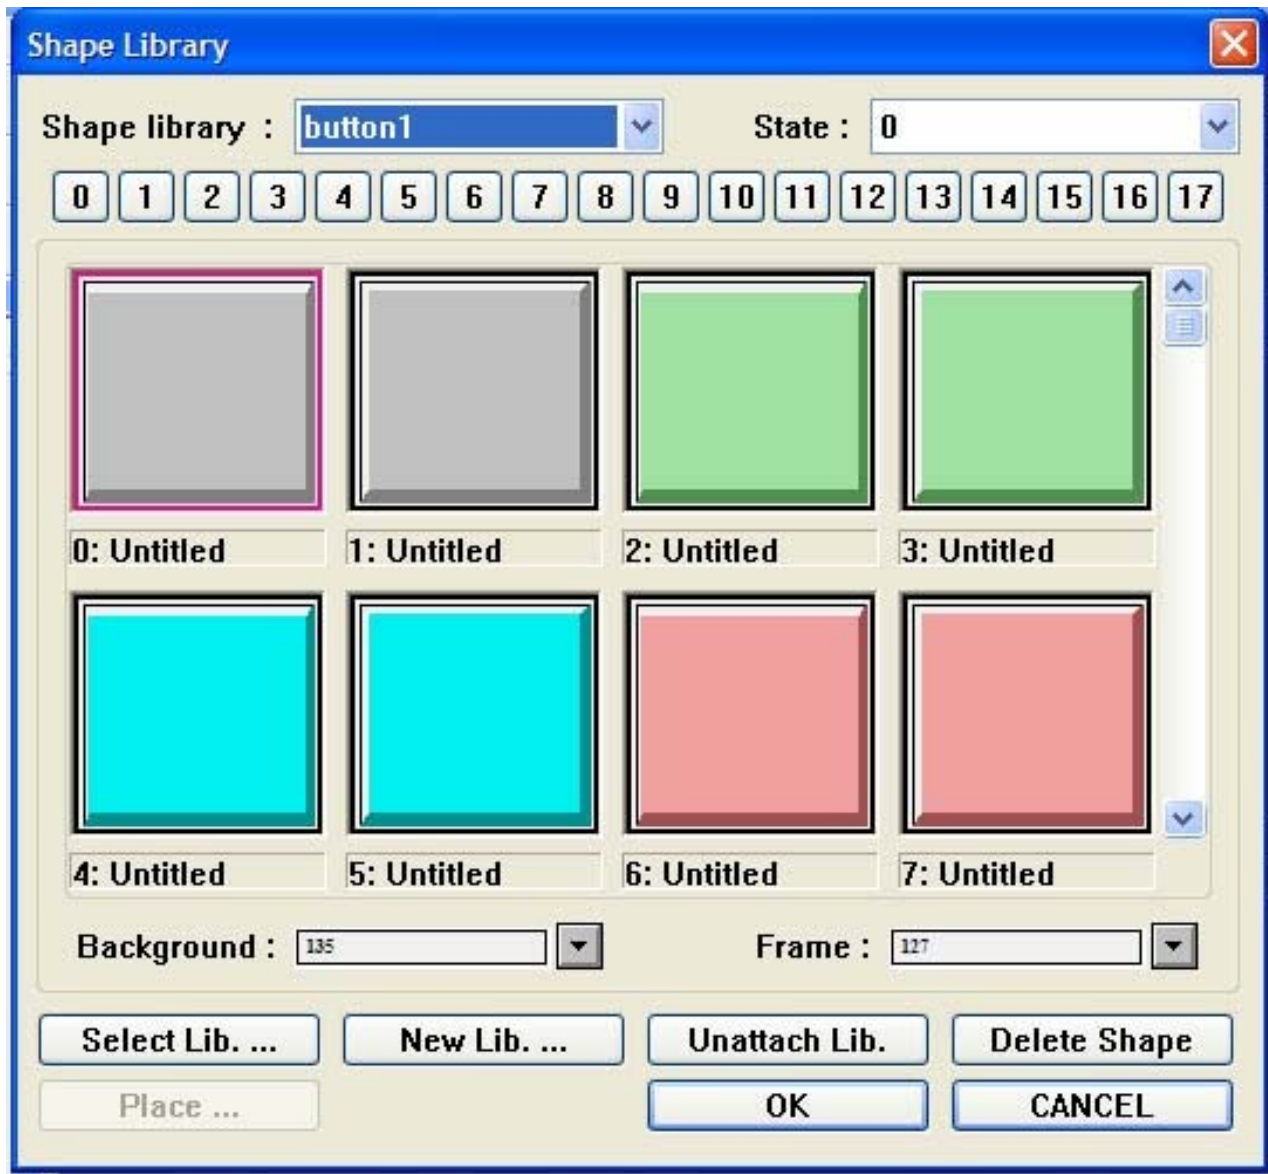 Shape Library
Shape library : button1 State : 0
0 1 2 3 4 5 6 7 8 9 10 11 12 13 14 15 16 17
0: Untitled 1: Untitled 2: Untitled 3: Untitled
4: Untitled 5: Untitled 6: Untitled 7: Untitled
Background : 135 Frame : 127
Select Lib. ... New Lib. ... Unattach Lib. Delete Shape
Place ... OK CANCEL